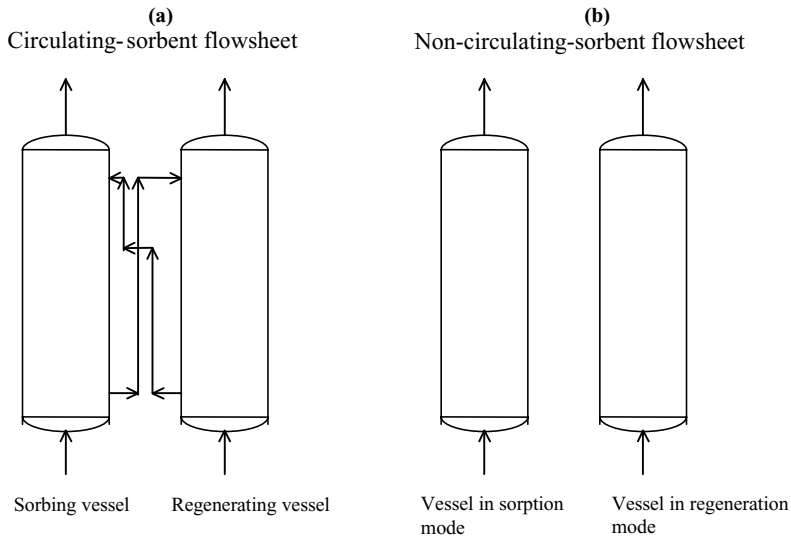 (a)
Circulating-sorbent flowsheet
(b)
Non-circulating-sorbent flowsheet
Sorbing vessel
Regenerating vessel
Vessel in sorption
mode
Vessel in regeneration
mode